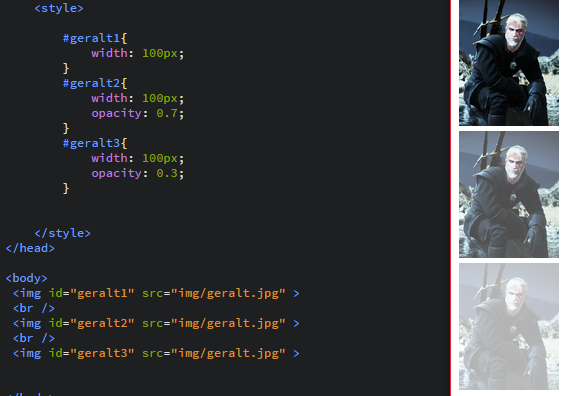 <style>
#geralt1{
width: 100px;
}
#geralt2{
width: 100px;
opacity: 0.7;
}
#geralt3{
width: 100px;
opacity: 0.3;
}
</style>
</head>
<body>
<img id="geralt1" src="img/geralt.jpg" >
<br />
<img id="geralt2" src="img/geralt.jpg" >
<br />
<img id="geralt3" src="img/geralt.jpg" >